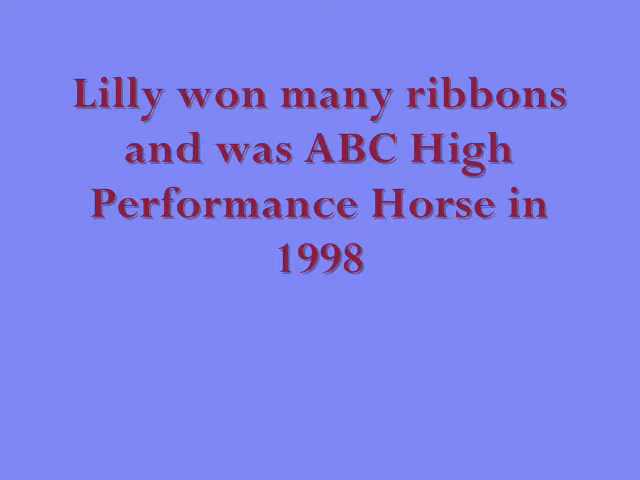 Lilly won many ribbons
and was ABC High
Performance Horse in
1998